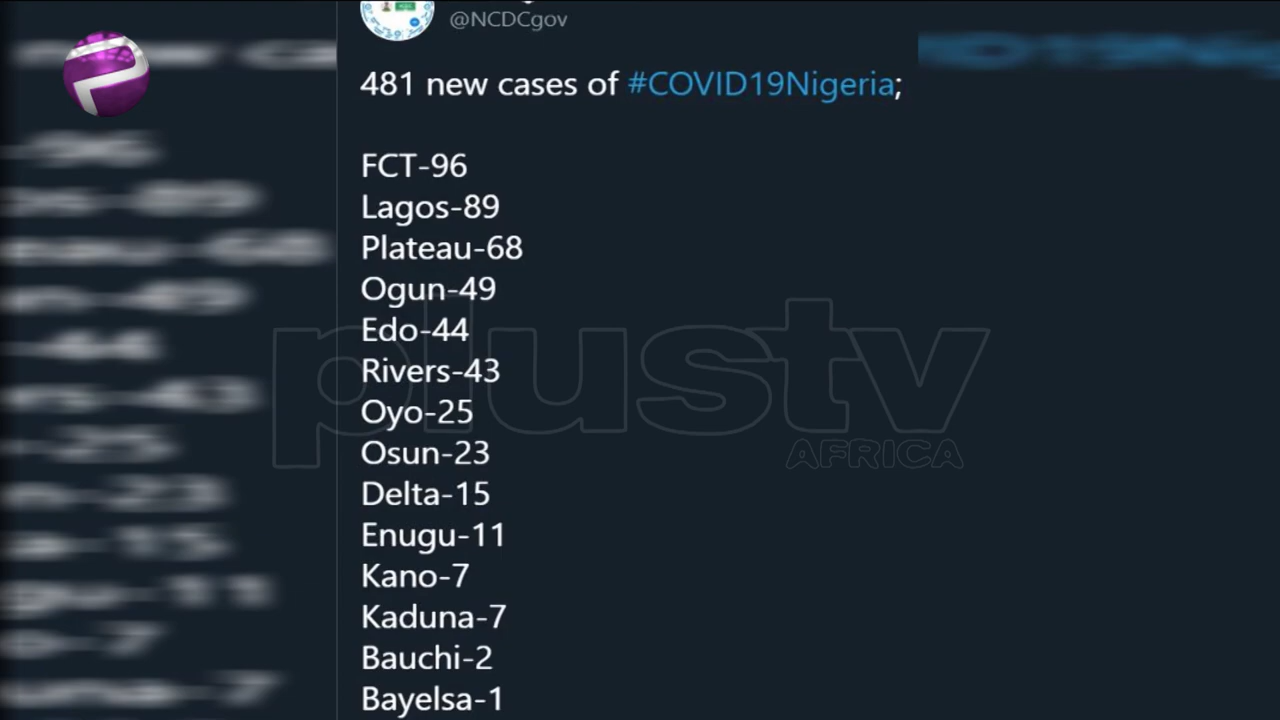 @NCDCgov
481 new cases of #COVID19Nigeria;
FCT-96
Lagos-89
Plateau-68
Ogun-49
Edo-44
Rivers-43
Oyo-25
Osun-23
Delta-15
Enugu-11
Kano-7
Kaduna-7
Bauchi-2
Bayelsa-1
plustv
AFRICA